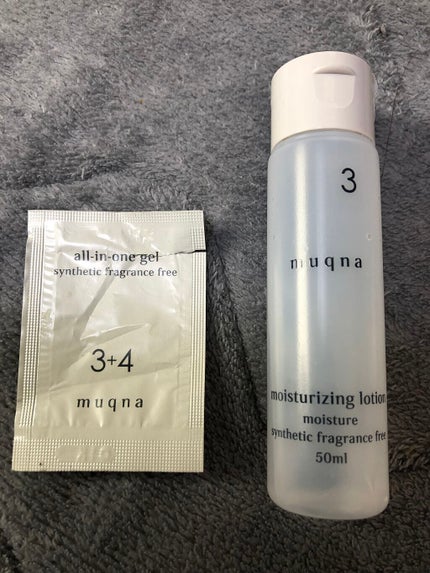 all-in-one gel
synthetic fragrance free
3+4
muqna
3
muqna
moisturizing lotion
moisture
synthetic fragrance free
50ml